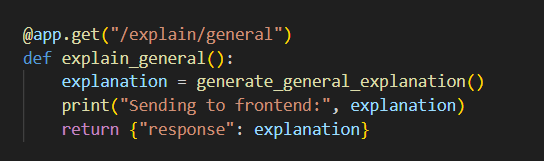 @app.get("/explain/general")
def explain_general():
    explanation = generate_general_explanation()
    print("Sending to frontend:", explanation)
    return {"response": explanation}